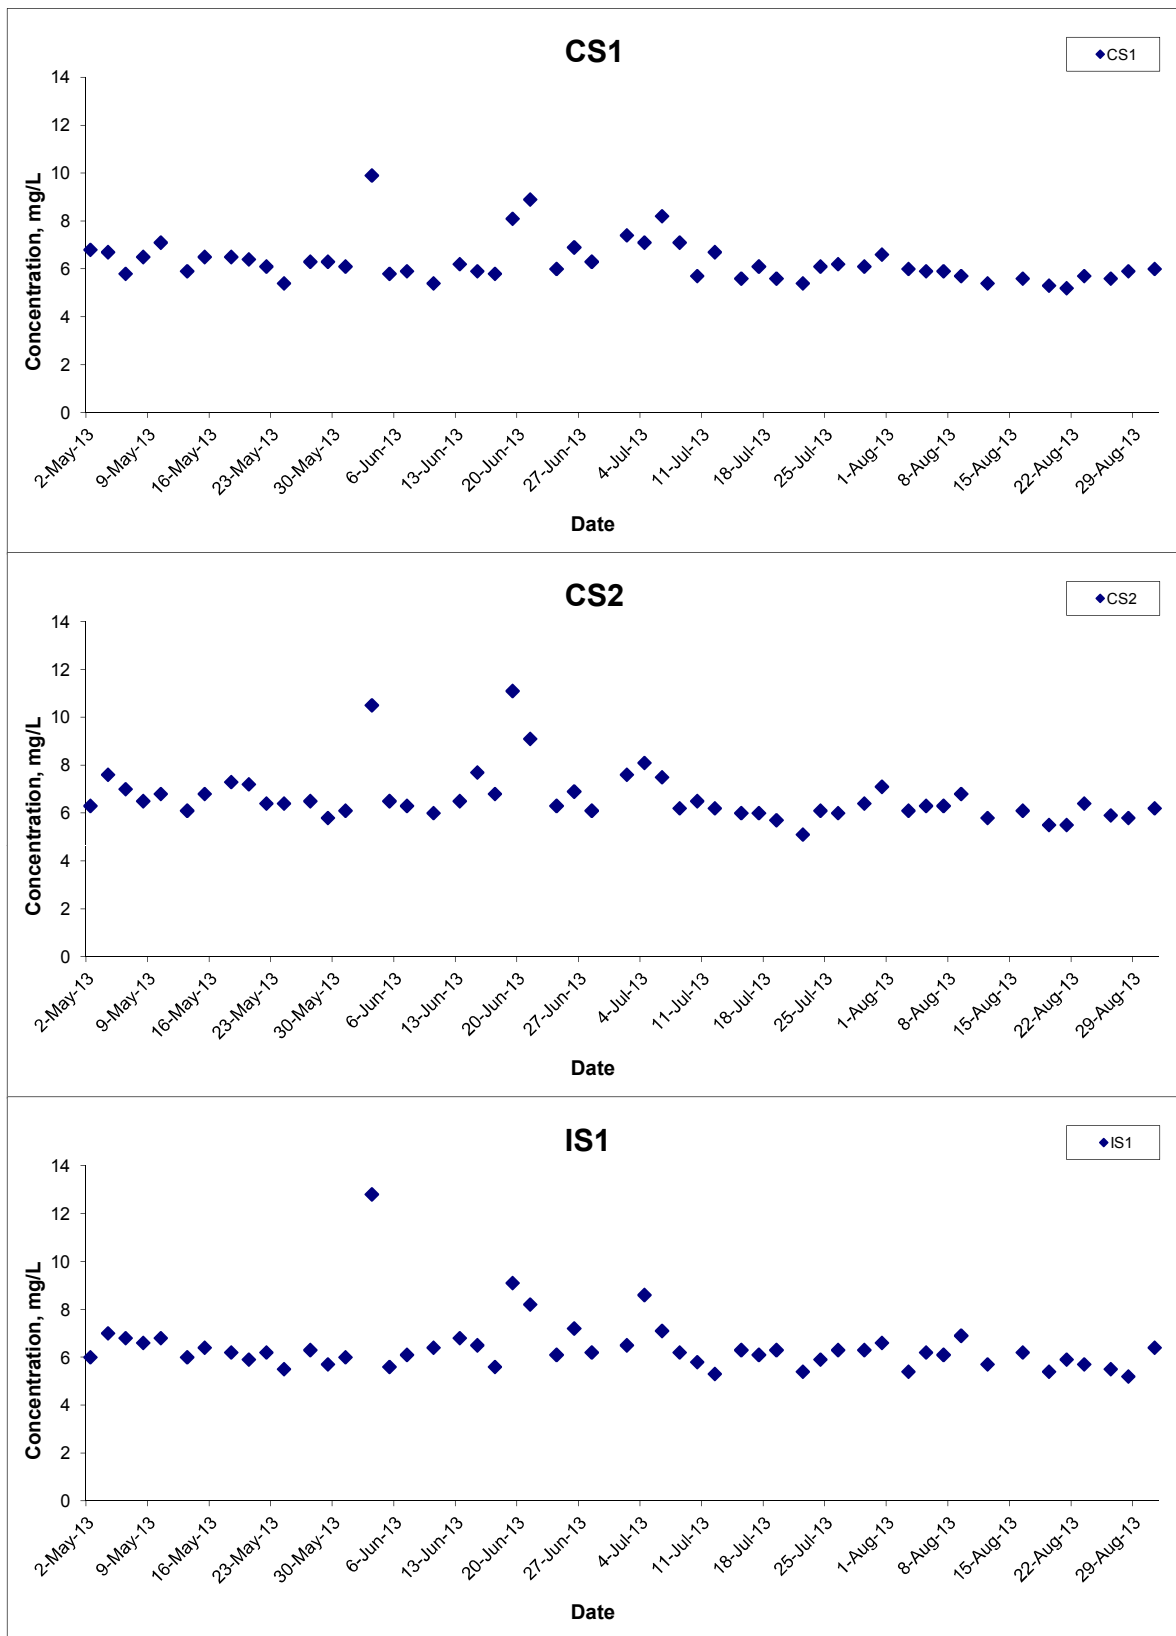 CS1
CS1
14
12
10
8
6
4
2
0
Concentration, mg/L
2-May-13
9-May-13
16-May-13
23-May-13
30-May-13
6-Jun-13
13-Jun-13
20-Jun-13
27-Jun-13
4-Jul-13
11-Jul-13
18-Jul-13
25-Jul-13
1-Aug-13
8-Aug-13
15-Aug-13
22-Aug-13
29-Aug-13
Date
CS2
CS2
14
12
10
8
6
4
2
0
Concentration, mg/L
2-May-13
9-May-13
16-May-13
23-May-13
30-May-13
6-Jun-13
13-Jun-13
20-Jun-13
27-Jun-13
4-Jul-13
11-Jul-13
18-Jul-13
25-Jul-13
1-Aug-13
8-Aug-13
15-Aug-13
22-Aug-13
29-Aug-13
Date
IS1
IS1
14
12
10
8
6
4
2
0
Concentration, mg/L
2-May-13
9-May-13
16-May-13
23-May-13
30-May-13
6-Jun-13
13-Jun-13
20-Jun-13
27-Jun-13
4-Jul-13
11-Jul-13
18-Jul-13
25-Jul-13
1-Aug-13
8-Aug-13
15-Aug-13
22-Aug-13
29-Aug-13
Date